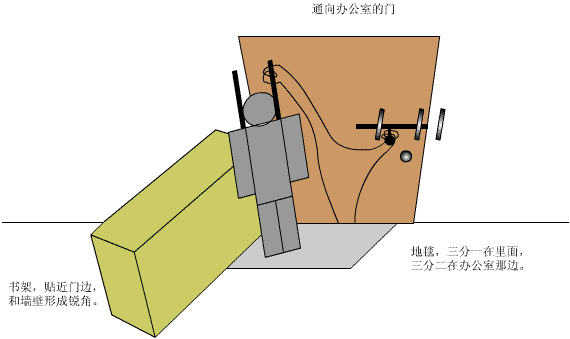 通向办公室的门
地毯，三分一在里面，
三分二在办公室那边。
书架，贴近门边，
和墙壁形成锐角。